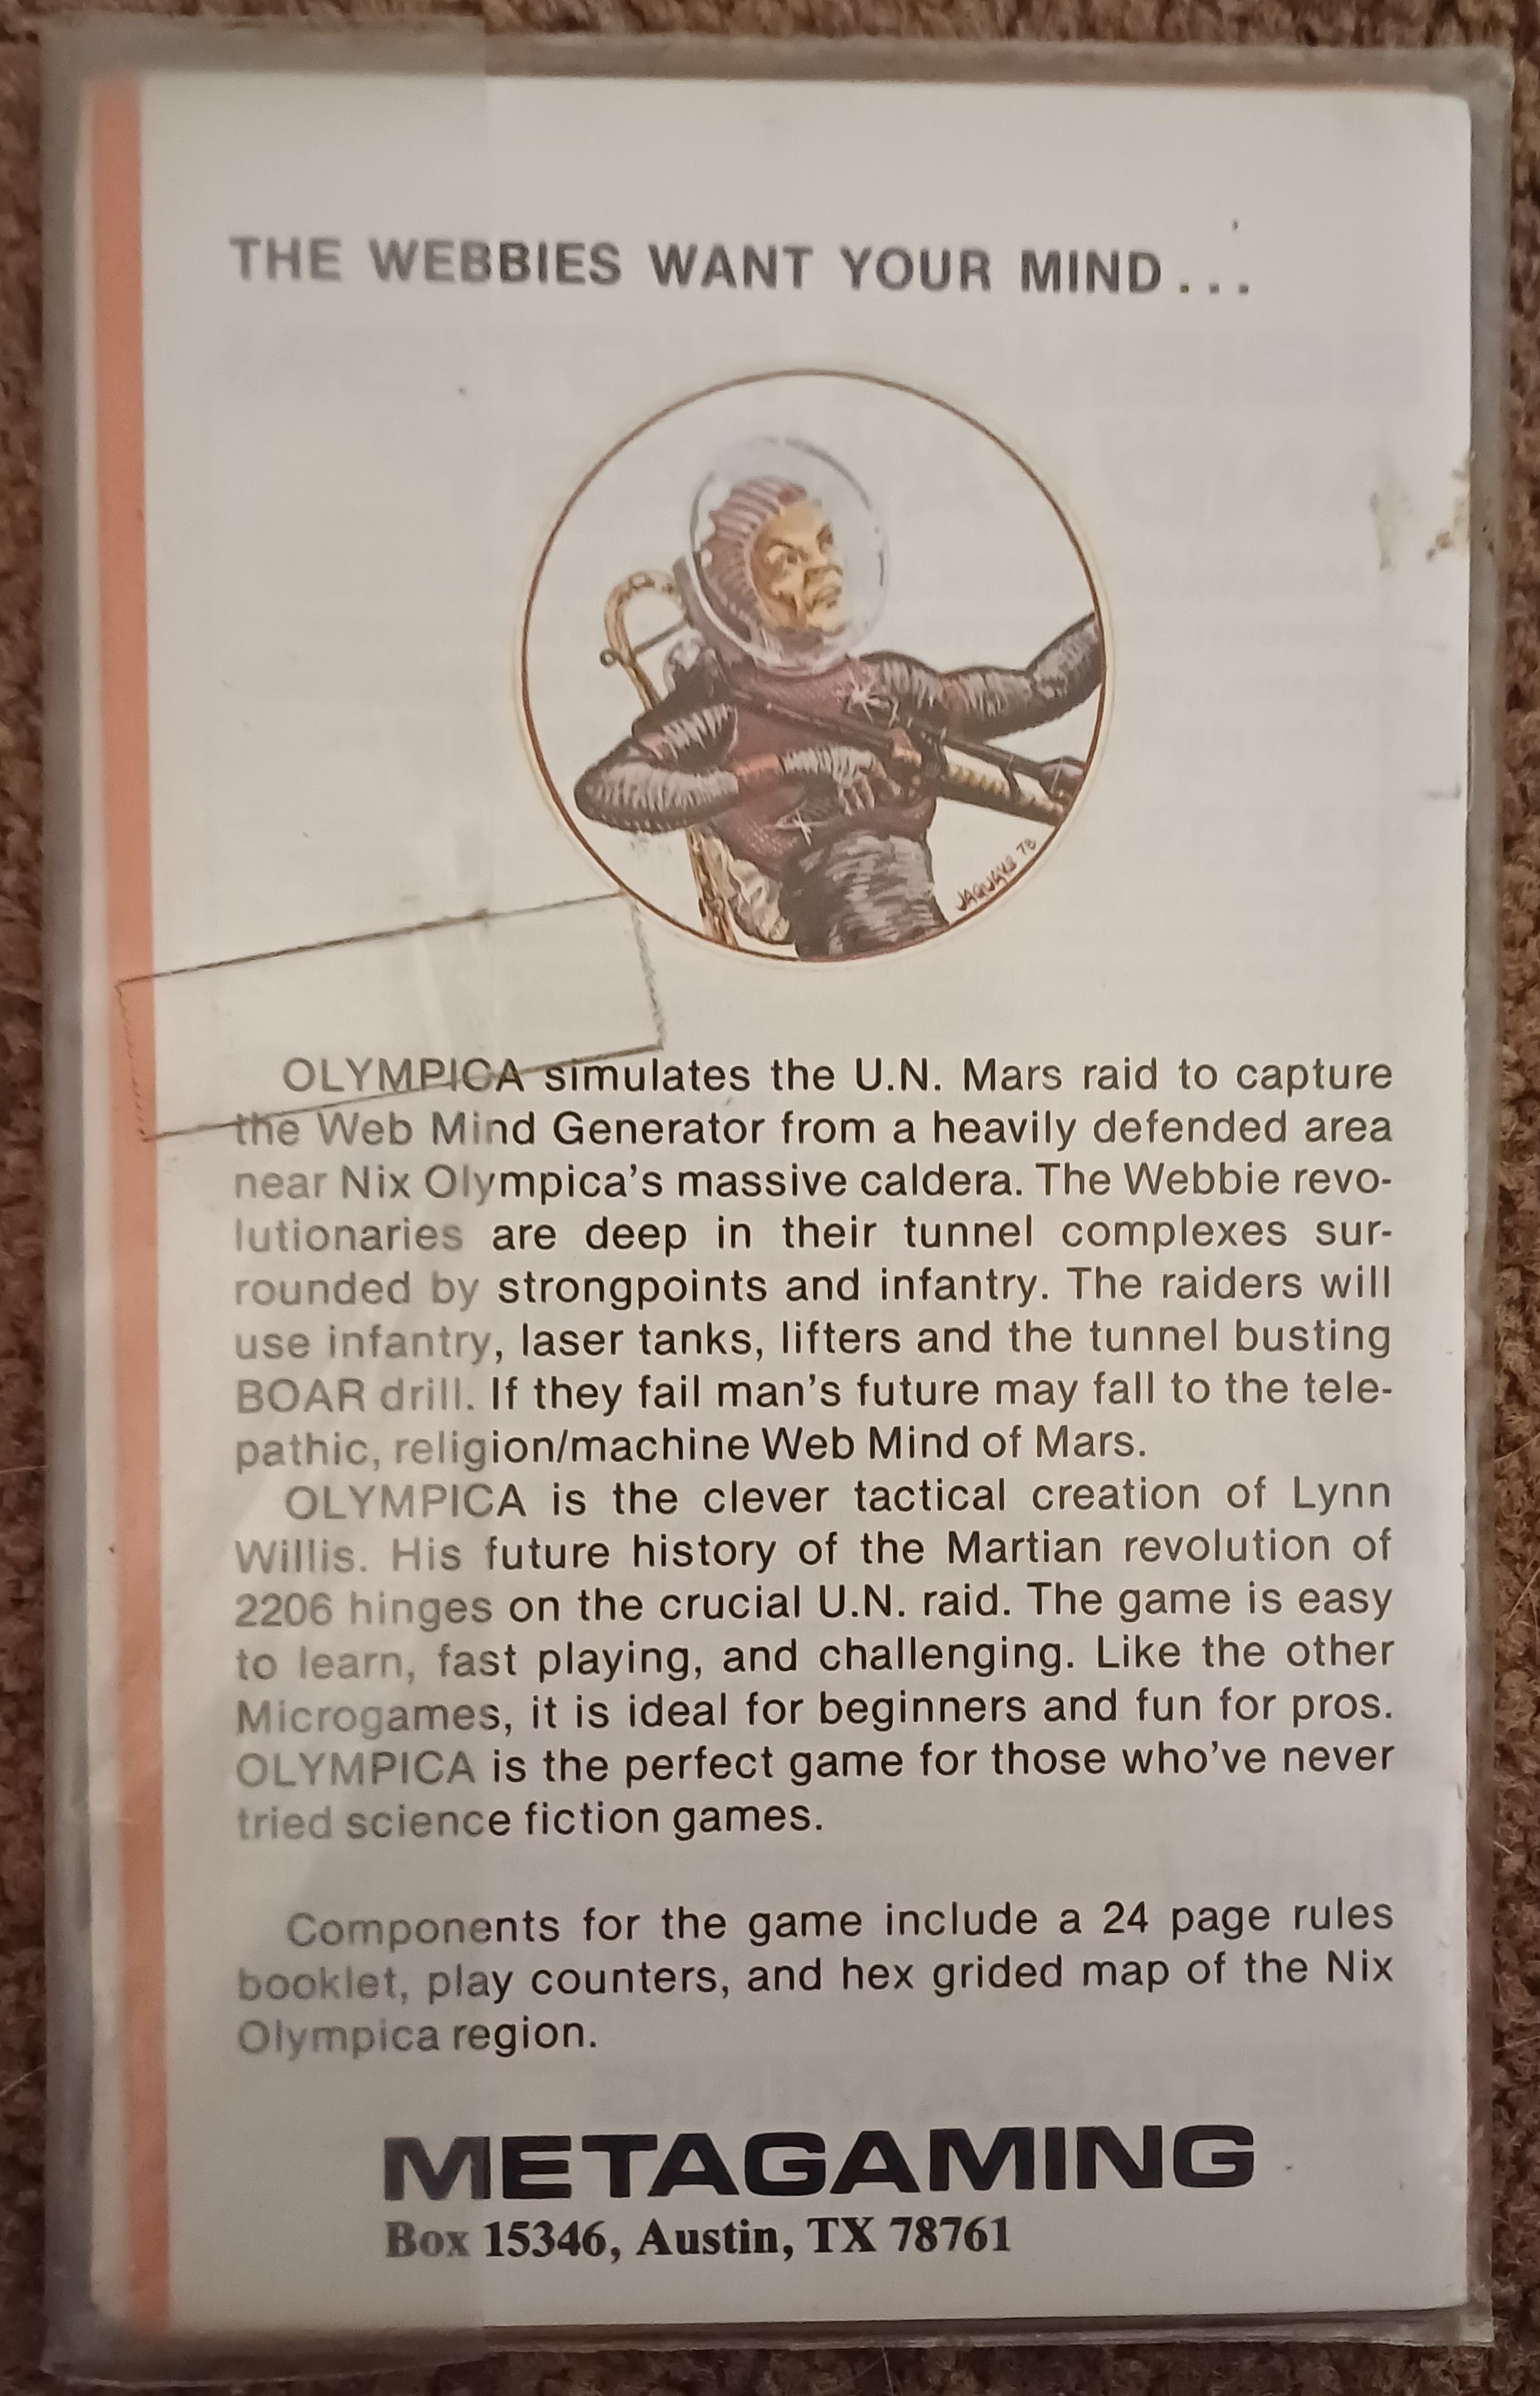 THE WEBBIES WANT YOUR MIND...
JAQUAYS 78
OLYMPICA simulates the U.N. Mars raid to capture
the Web Mind Generator from a heavily defended area
near Nix Olympica's massive caldera. The Webbie revo-
lutionaries are deep in their tunnel complexes sur-
rounded by strongpoints and infantry. The raiders will
use infantry, laser tanks, lifters and the tunnel busting
BOAR drill. If they fail man's future may fall to the tele-
pathic, religion/machine Web Mind of Mars.
OLYMPICA is the clever tactical creation of Lynn
Willis. His future history of the Martian revolution of
2206 hinges on the crucial U.N. raid. The game is easy
to learn, fast playing, and challenging. Like the other
Microgames, it is ideal for beginners and fun for pros.
OLYMPICA is the perfect game for those who've never
tried science fiction games.
Components for the game include a 24 page rules
booklet, play counters, and hex grided map of the Nix
Olympica region.
METAGAMING
Box 15346, Austin, TX 78761